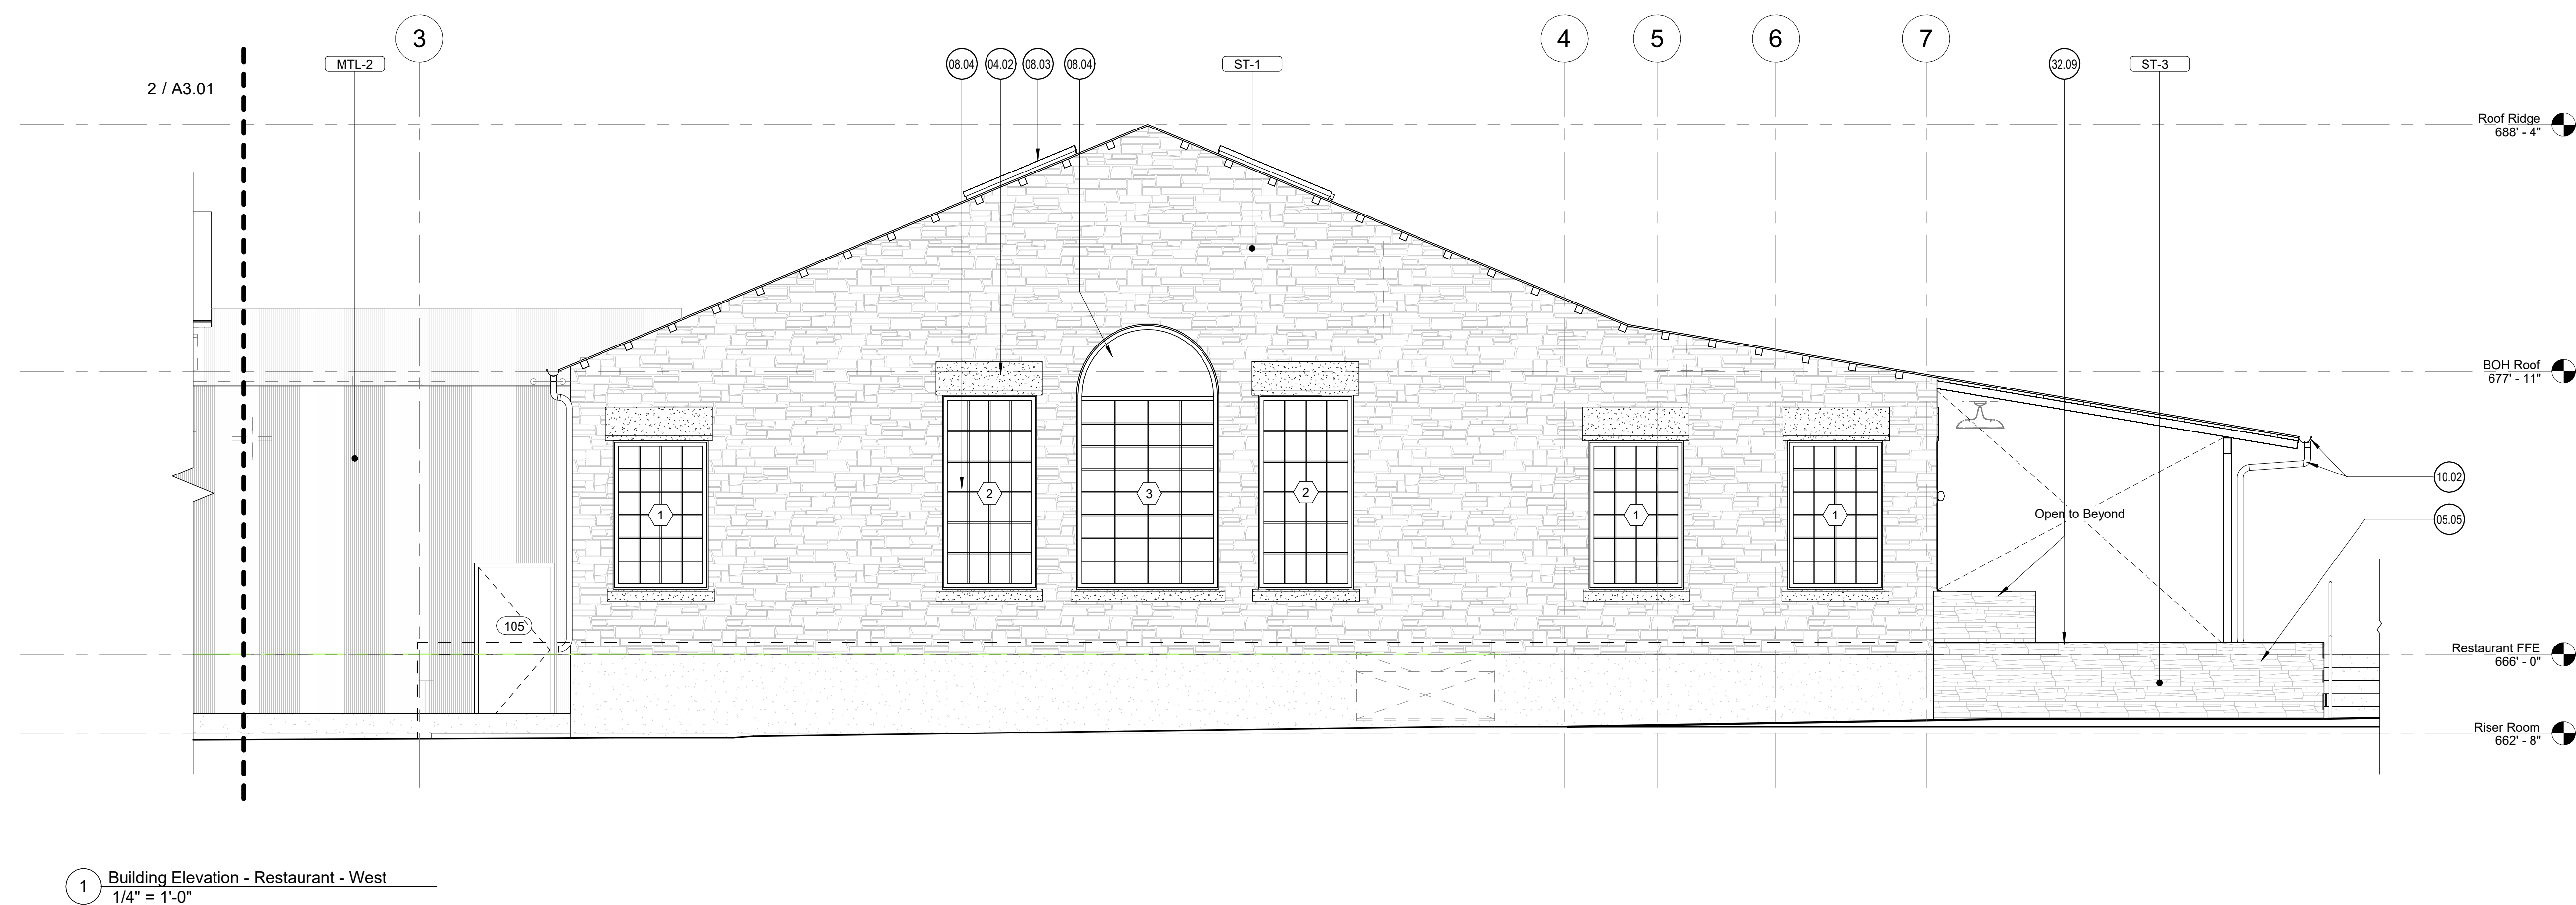 3
4
5
6
7
MTL-2
08.04
04.02
08.03
08.04
ST-1
32.09
ST-3
2 / A3.01
Roof Ridge
688' - 4"
BOH Roof
677' - 11"
10.02
2
3
2
1
1
1
Open to Beyond
05.05
105
Restaurant FFE
666' - 0"
Riser Room
662' - 8"
1
Building Elevation - Restaurant - West
1/4" = 1'-0"